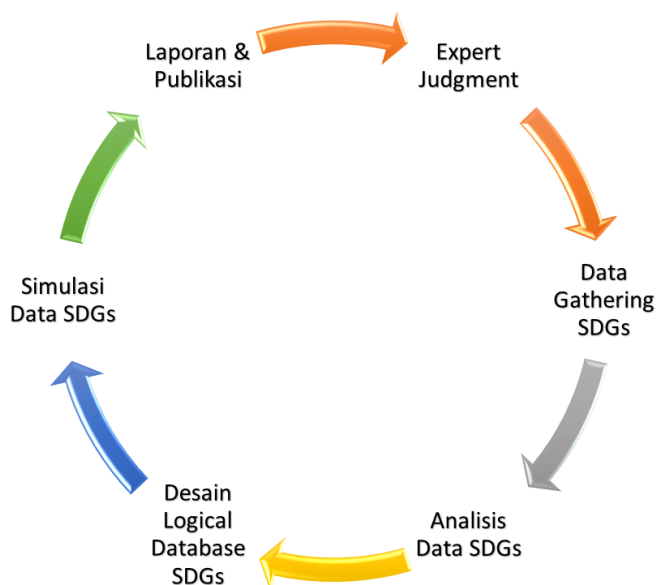 Laporan &
Publikasi
Expert
Judgment
Data
Gathering
SDGs
Analisis
Data SDGs
Desain
Logical
Database
SDGs
Simulasi
Data SDGs